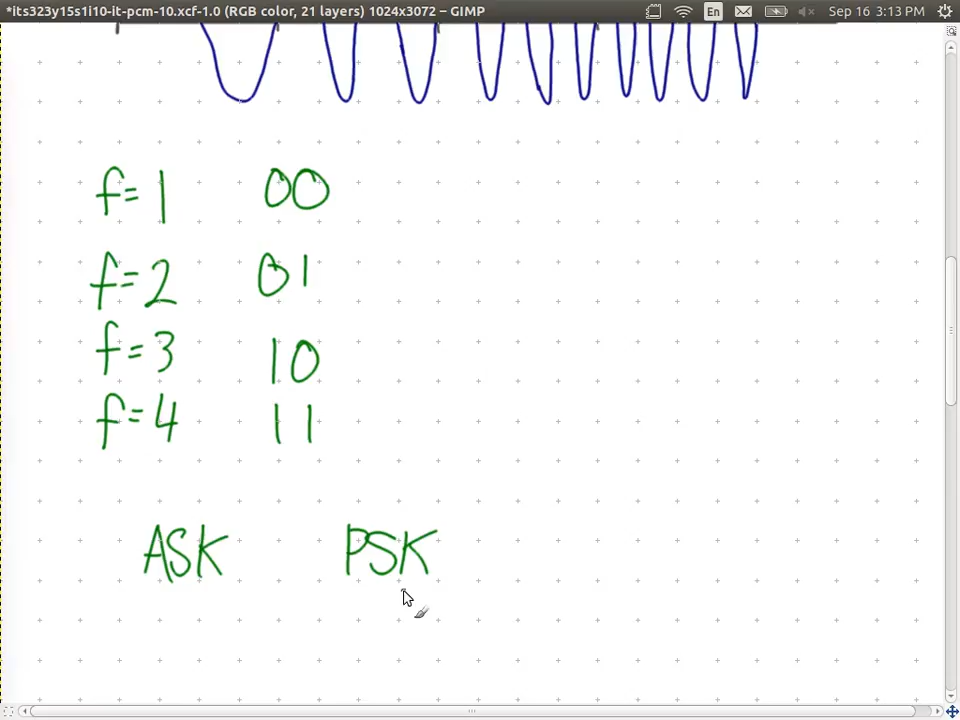 *its323y15s1i10-it-pcm-10.xcf-1.0 (RGB color, 21 layers) 1024x3072 – GIMP
En
Sep 16 3:13 PM
f=1 00
f=2 01
f=3 10
f=4 11
ASK PSK